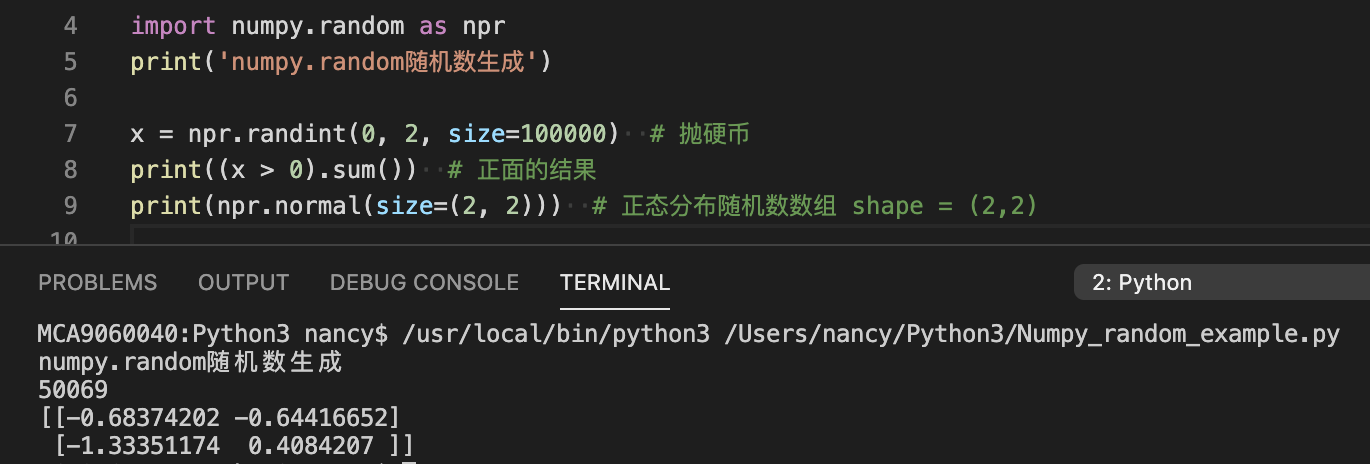 4 import numpy.random as npr
5 print('numpy.random随机数生成')
6
7 x = npr.randint(0, 2, size=100000)  # 抛硬币
8 print((x > 0).sum())  # 正面的结果
9 print(npr.normal(size=(2, 2)))  # 正态分布随机数数组 shape = (2,2)
10
PROBLEMS OUTPUT DEBUG CONSOLE TERMINAL 2: Python
MCA9060040:Python3 nancy$ /usr/local/bin/python3 /Users/nancy/Python3/Numpy_random_example.py
numpy.random随机数生成
50069
[[-0.68374202 -0.64416652]
 [-1.33351174  0.4084207 ]]